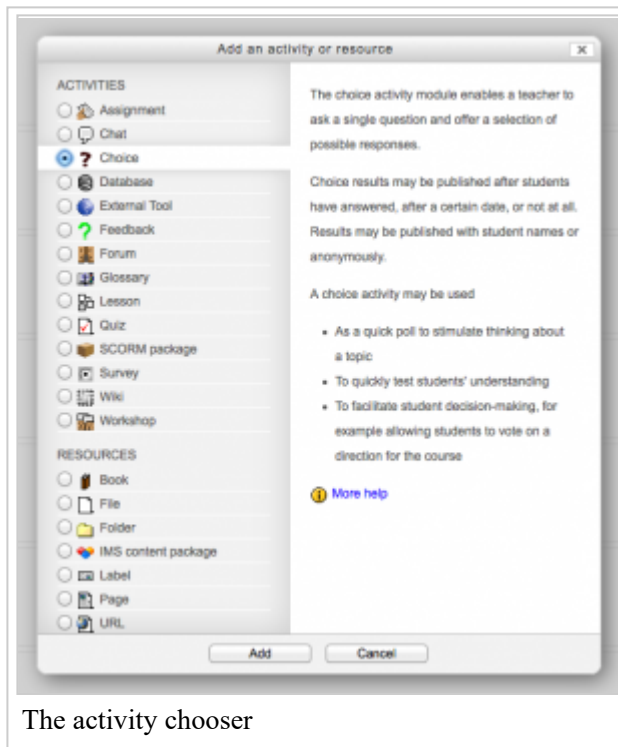 Add an activity or resource
ACTIVITIES
Assignment
Chat
Choice
Database
External Tool
Feedback
Forum
Glossary
Lesson
Quiz
SCORM package
Survey
Wiki
Workshop
RESOURCES
Book
File
Folder
IMS content package
Label
Page
URL
The choice activity module enables a teacher to
ask a single question and offer a selection of
possible responses.
Choice results may be published after students
have answered, after a certain date, or not at all.
Results may be published with student names or
anonymously.
A choice activity may be used
• As a quick poll to stimulate thinking about
a topic
• To quickly test students' understanding
• To facilitate student decision-making, for
example allowing students to vote on a
direction for the course
More help
Add
Cancel
The activity chooser